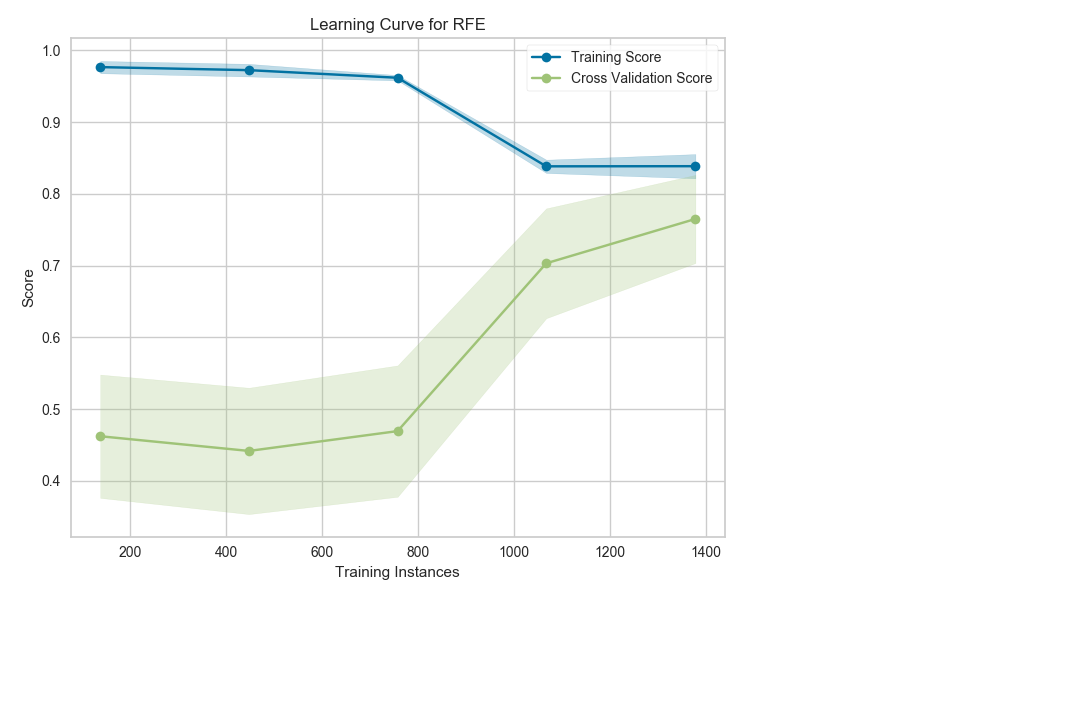 Learning Curve for RFE
Training Score
Cross Validation Score
Score
1.0
0.9
0.8
0.7
0.6
0.5
0.4
200 400 600 800 1000 1200 1400
Training Instances